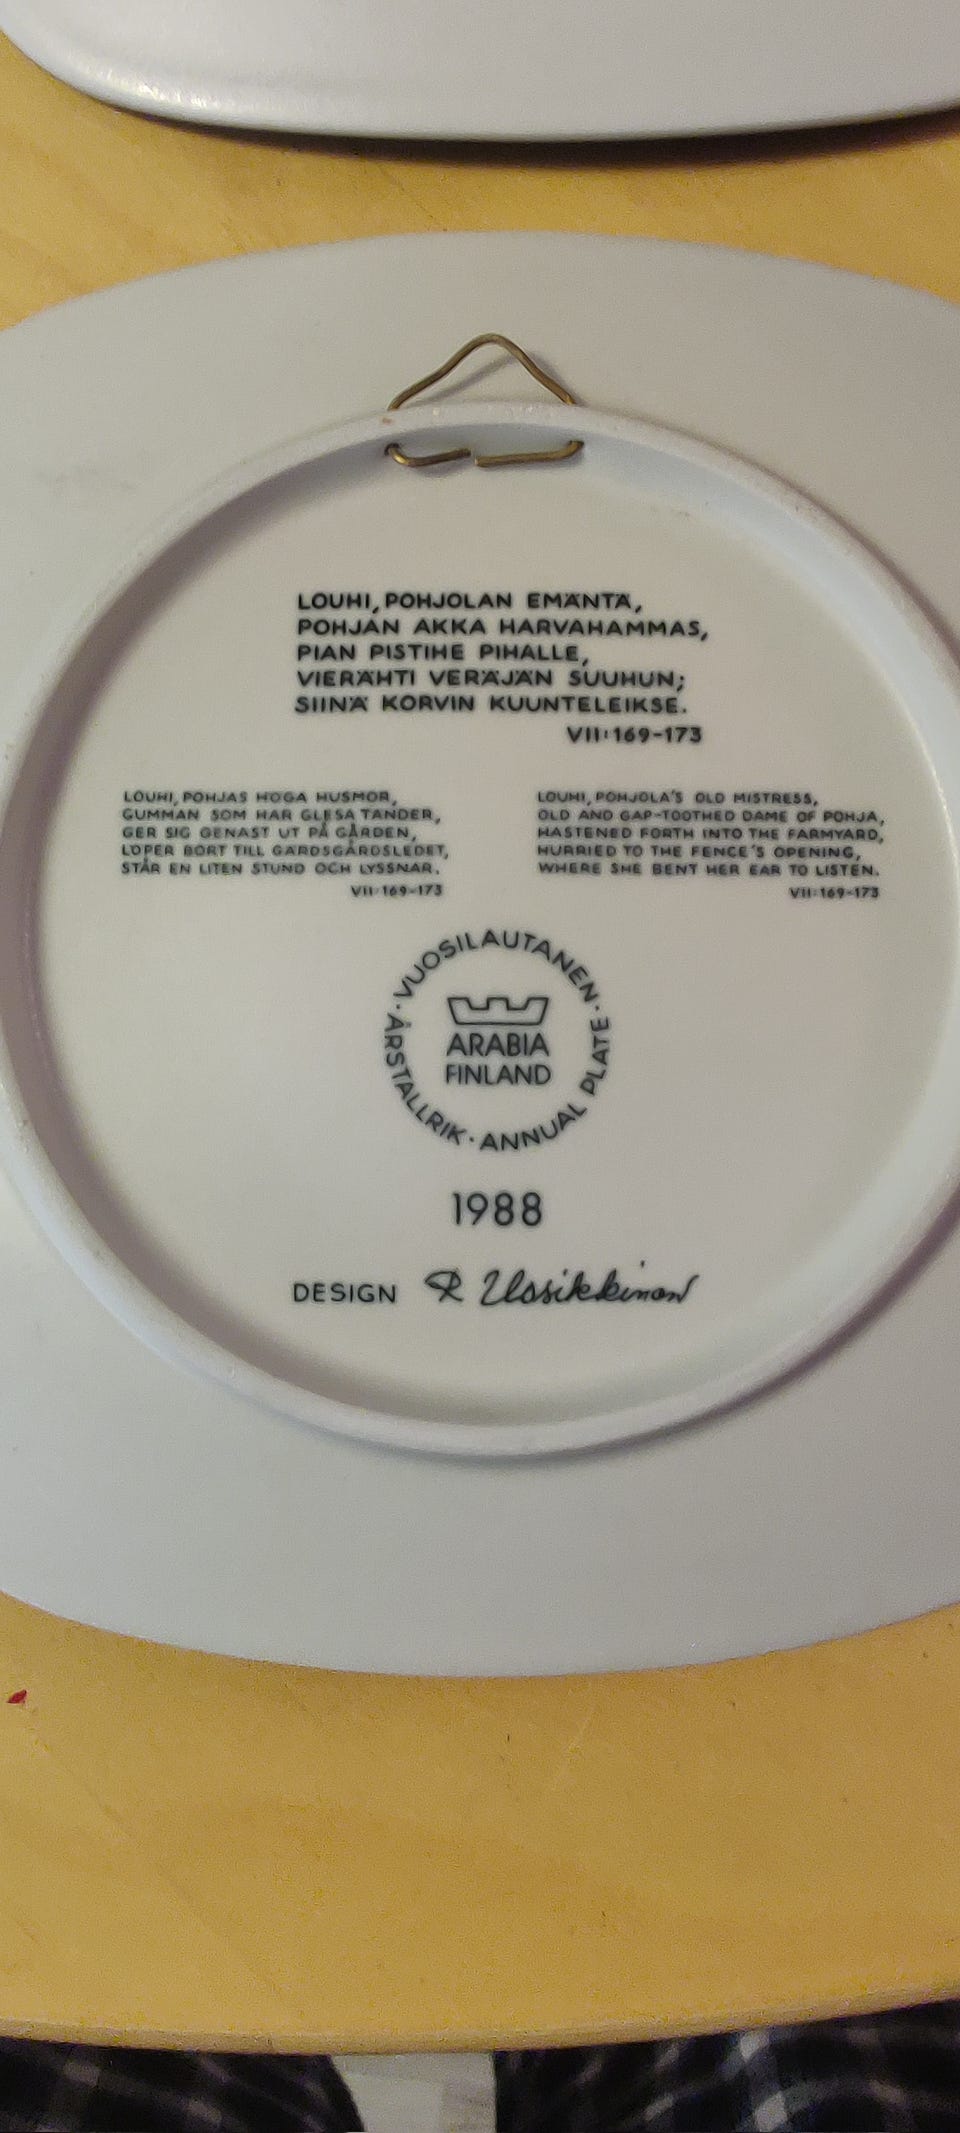 LOUHI, POHJOLAN EMÄNTÄ,
POHJAN AKKA HARVAHAMMAS,
PIAN PISTIHE PIHALLE,
VIERÄHTI VERÄJÄN SUUHUN;
SIINÄ KORVIN KUUNTELEIKSE.
VII:169-173
LOUHI, POHJAS HÖGA HUSMOR,
GUMMAN SOM HAR GLESA TÄNDER,
GER SIG GENAST UT PÅ GÅRDEN,
LÖPER BORT TILL GÄRDSGÅRDSLEDET,
STÅR EN LITEN STUND OCH LYSSNAR.
VII:169-173
LOUHI, POHJOLA'S OLD MISTRESS,
OLD AND GAP-TOOTHED DAME OF POHJA,
HASTENED FORTH INTO THE FARMYARD,
HURRIED TO THE FENCE'S OPENING,
WHERE SHE BENT HER EAR TO LISTEN.
VII:169-173
· VUOSILAUTANEN ·
ANNUAL PLATE ·
ÅRSTALLRIK
ARABIA
FINLAND
1988
DESIGN R Uosikkinen